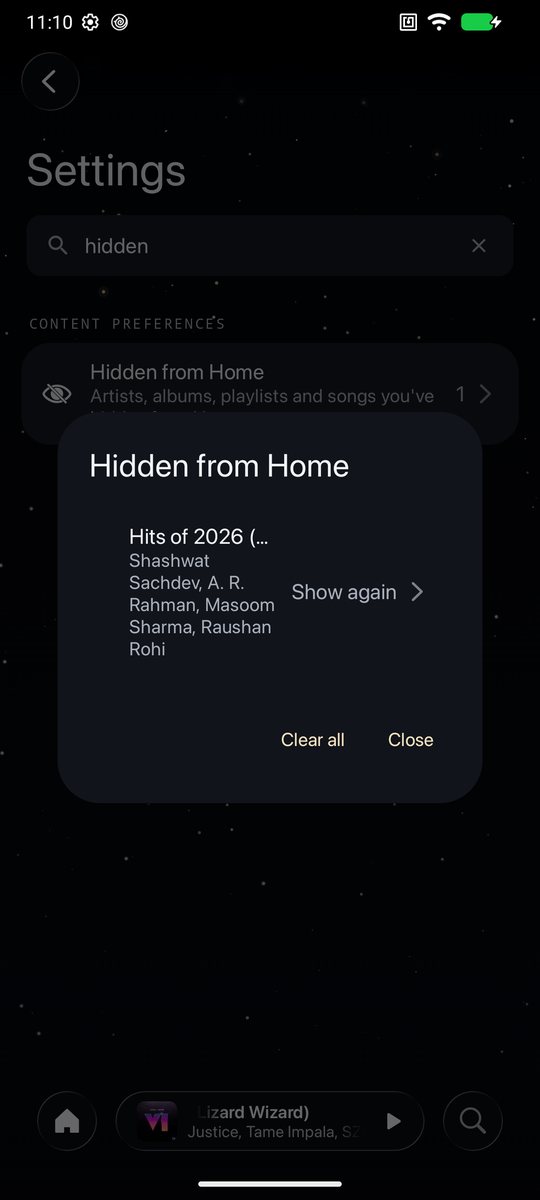 11:10
Settings
hidden
CONTENT PREFERENCES
Hidden from Home
Artists, albums, playlists and songs you've
1
Hidden from Home
Hits of 2026 (…
Shashwat
Sachdev, A. R.
Rahman, Masoom
Sharma, Raushan
Rohi
Show again
Clear all
Close
Lizard Wizard)
Justice, Tame Impala, SZ
VI